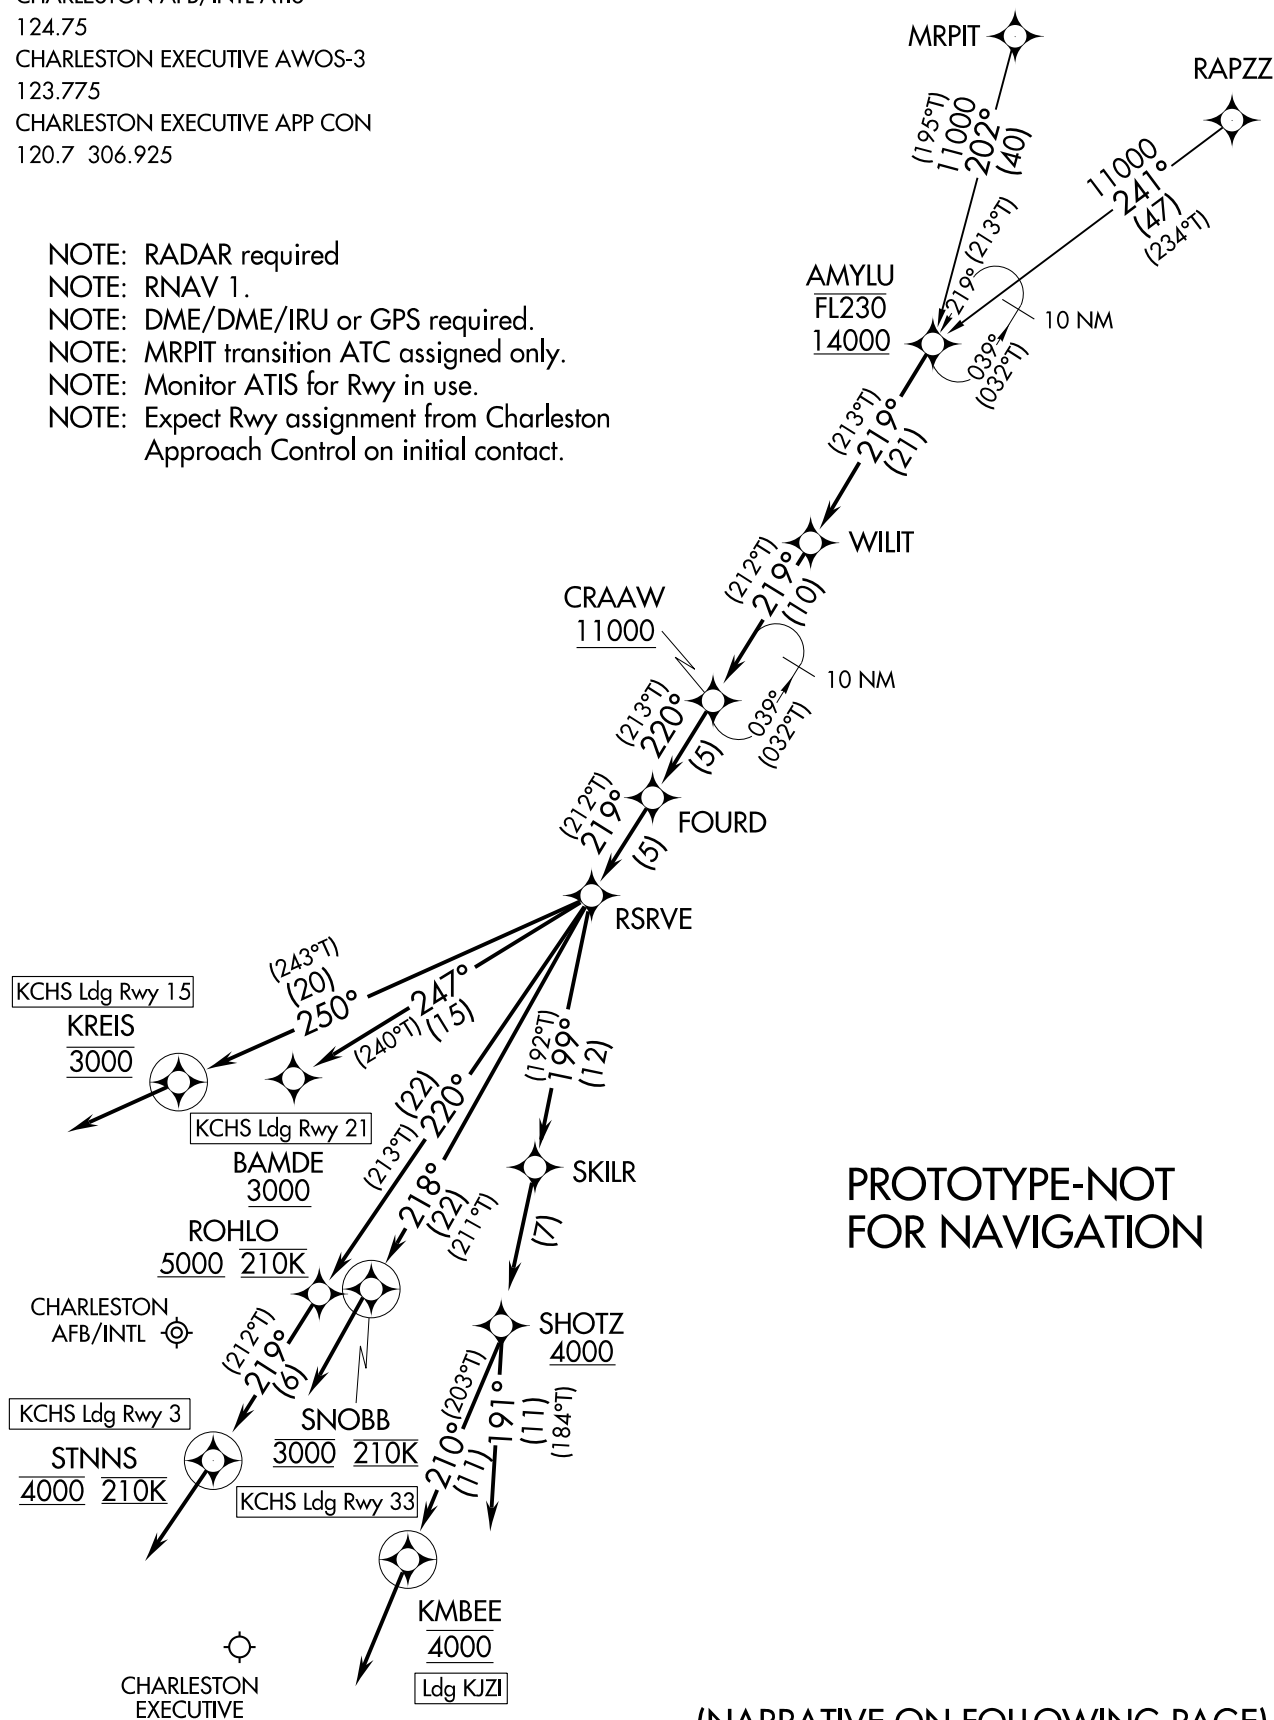 CHARLESTON AFB/INTL ATIS
124.75
CHARLESTON EXECUTIVE AWOS-3
123.775
CHARLESTON EXECUTIVE APP CON
120.7 306.925
NOTE: RADAR required
NOTE: RNAV 1.
NOTE: DME/DME/IRU or GPS required.
NOTE: MRPIT transition ATC assigned only.
NOTE: Monitor ATIS for Rwy in use.
NOTE: Expect Rwy assignment from Charleston
Approach Control on initial contact.
MRPIT
RAPZZ
(195°T)
11000
202°
(40)
11000
241°
(47)
(234°T)
AMYLU
FL230
14000
219° (213°T)
10 NM
039°
(032°T)
(213°T)
219°
(21)
WILIT
(212°T)
219°
(10)
CRAAW
11000
10 NM
039°
(032°T)
(213°T)
220°
(5)
FOURD
(212°T)
219°
(5)
RSRVE
(243°T)
(20)
250°
247°
(240°T) (15)
KCHS Ldg Rwy 15
KREIS
3000
KCHS Ldg Rwy 21
BAMDE
3000
(22)
(213°T) 220°
218°
(22)
(211°T)
(192°T)
199°
(12)
SKILR
(7)
PROTOTYPE-NOT
FOR NAVIGATION
ROHLO
5000 210K
CHARLESTON
AFB/INTL
(212°T)
219°
(6)
SHOTZ
4000
KCHS Ldg Rwy 3
STNNS
4000 210K
SNOBB
3000 210K
KCHS Ldg Rwy 33
210° (203°T)
(11)
191°
(11)
(184°T)
KMBEE
4000
Ldg KJZI
CHARLESTON
EXECUTIVE
(NARRATIVE ON FOLLOWING PAGE)